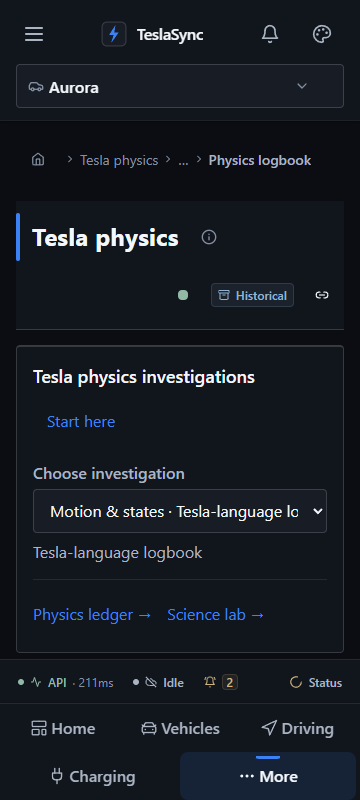 TeslaSync
Aurora
Tesla physics ... Physics logbook
Tesla physics
Historical
Tesla physics investigations
Start here
Choose investigation
Motion & states · Tesla-language lo
Tesla-language logbook
Physics ledger → Science lab →
API · 211ms Idle 2 Status
Home Vehicles Driving
Charging More